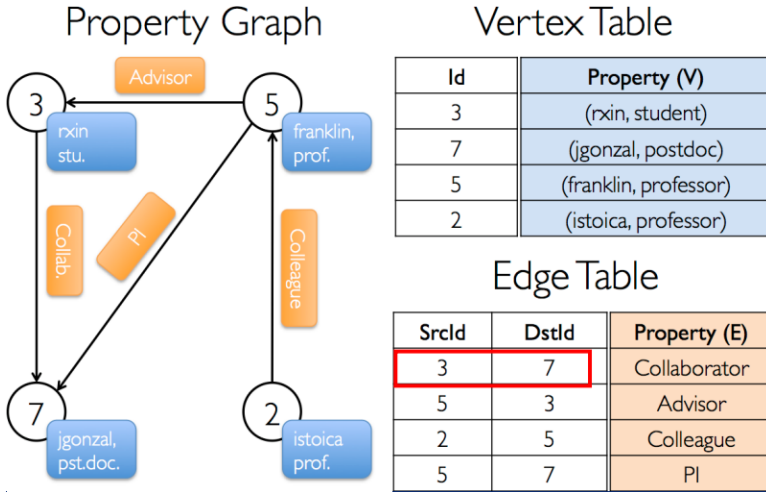 Property Graph
Advisor
3
5
rxin
stu.
franklin,
prof.
Collab.
PI
Colleague
7
2
jgonzal,
pst.doc.
istoica
prof.
Vertex Table
Id Property (V)
3 (rxin, student)
7 (jgonzal, postdoc)
5 (franklin, professor)
2 (istoica, professor)
Edge Table
SrcId DstId Property (E)
3 7 Collaborator
5 3 Advisor
2 5 Colleague
5 7 PI